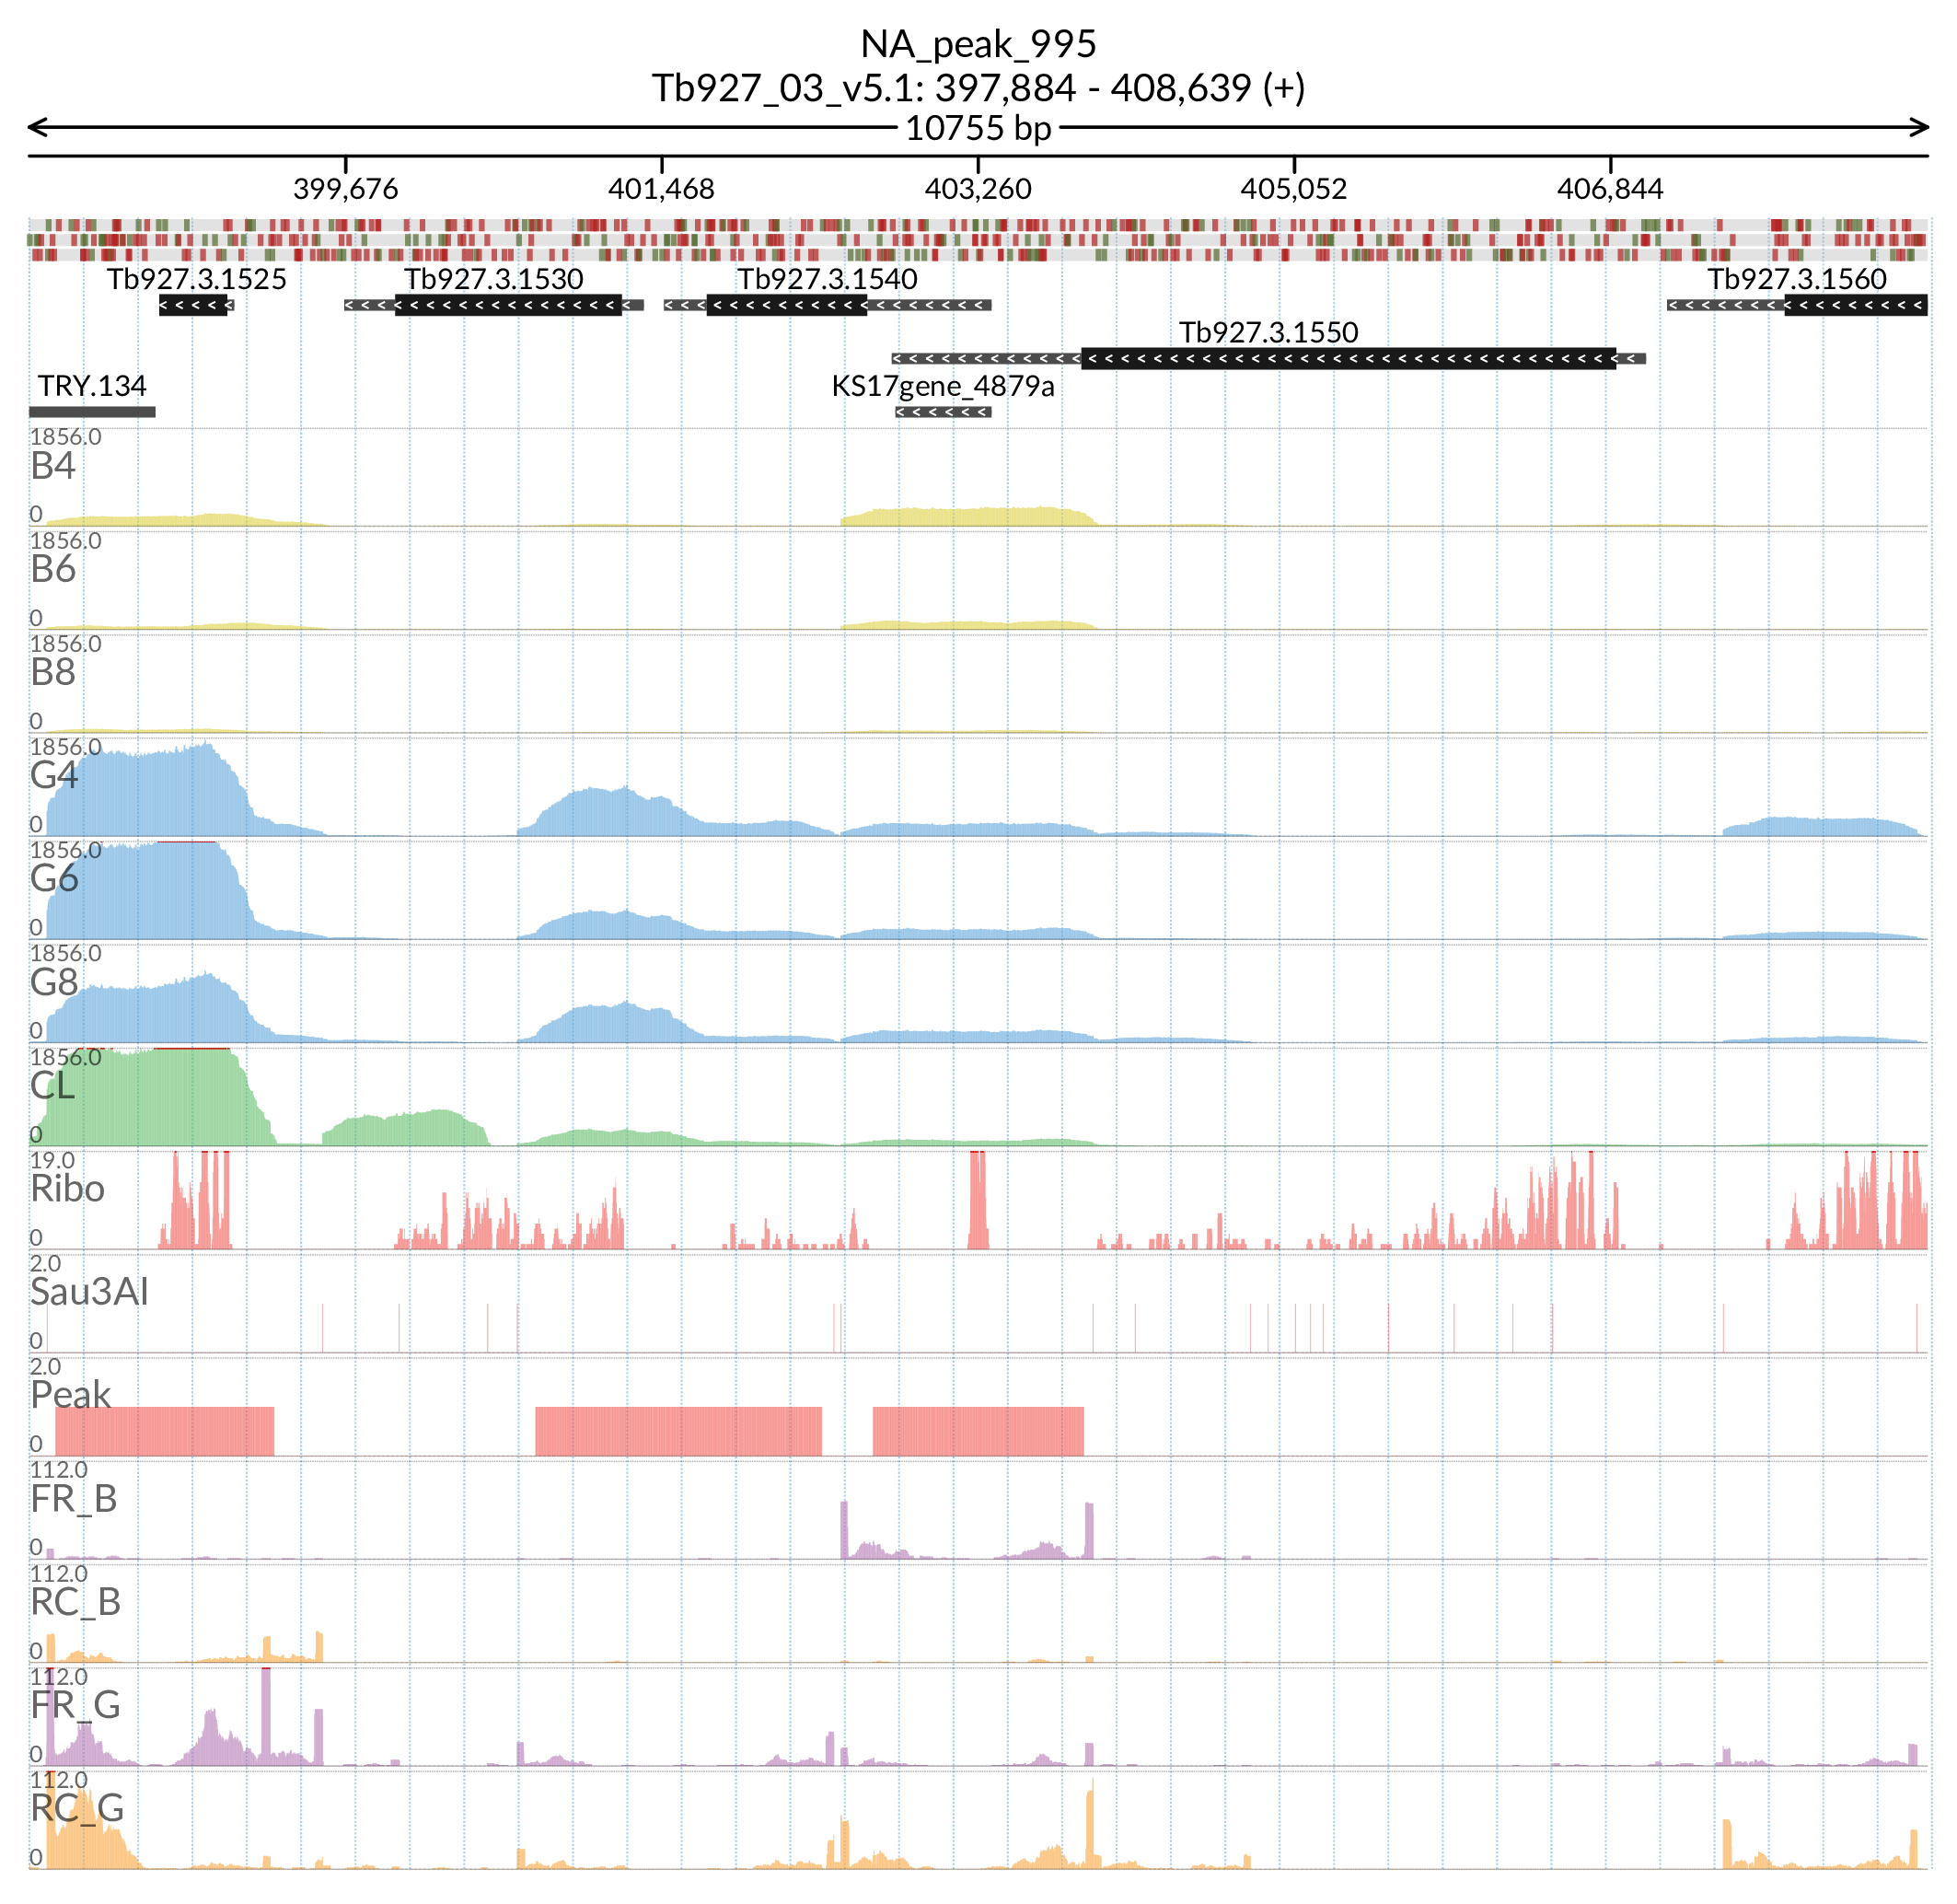 NA_peak_995
Tb927_03_v5.1: 397,884 - 408,639 (+)
10755 bp
399,676 401,468 403,260 405,052 406,844
Tb927.3.1525 Tb927.3.1530 Tb927.3.1540 Tb927.3.1560
Tb927.3.1550
TRY.134 KS17gene_4879a
1856.0
B4
0
1856.0
B6
0
1856.0
B8
0
1856.0
G4
0
1856.0
G6
0
1856.0
G8
0
1856.0
CL
0
19.0
Ribo
0
2.0
Sau3AI
0
2.0
Peak
0
112.0
FR_B
0
112.0
RC_B
0
112.0
FR_G
0
112.0
RC_G
0